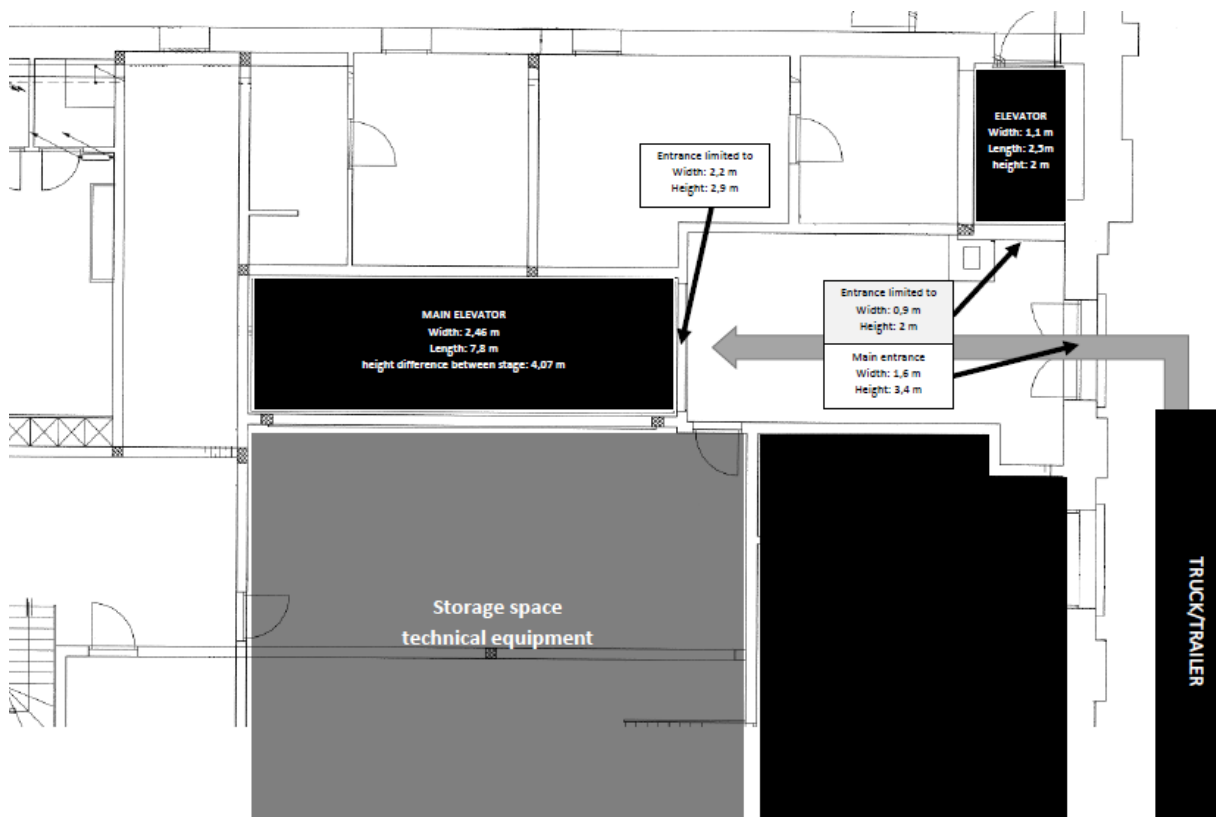 ELEVATOR
Width: 1,1 m
Length: 2,5m
height: 2 m
Entrance limited to
Width: 2,2 m
Height: 2,9 m
Entrance limited to
Width: 0,9 m
Height: 2 m
MAIN ELEVATOR
Width: 2,46 m
Length: 7,8 m
height difference between stage: 4,07 m
Main entrance
Width: 1,6 m
Height: 3,4 m
Storage space
technical equipment
TRUCK/TRAILER